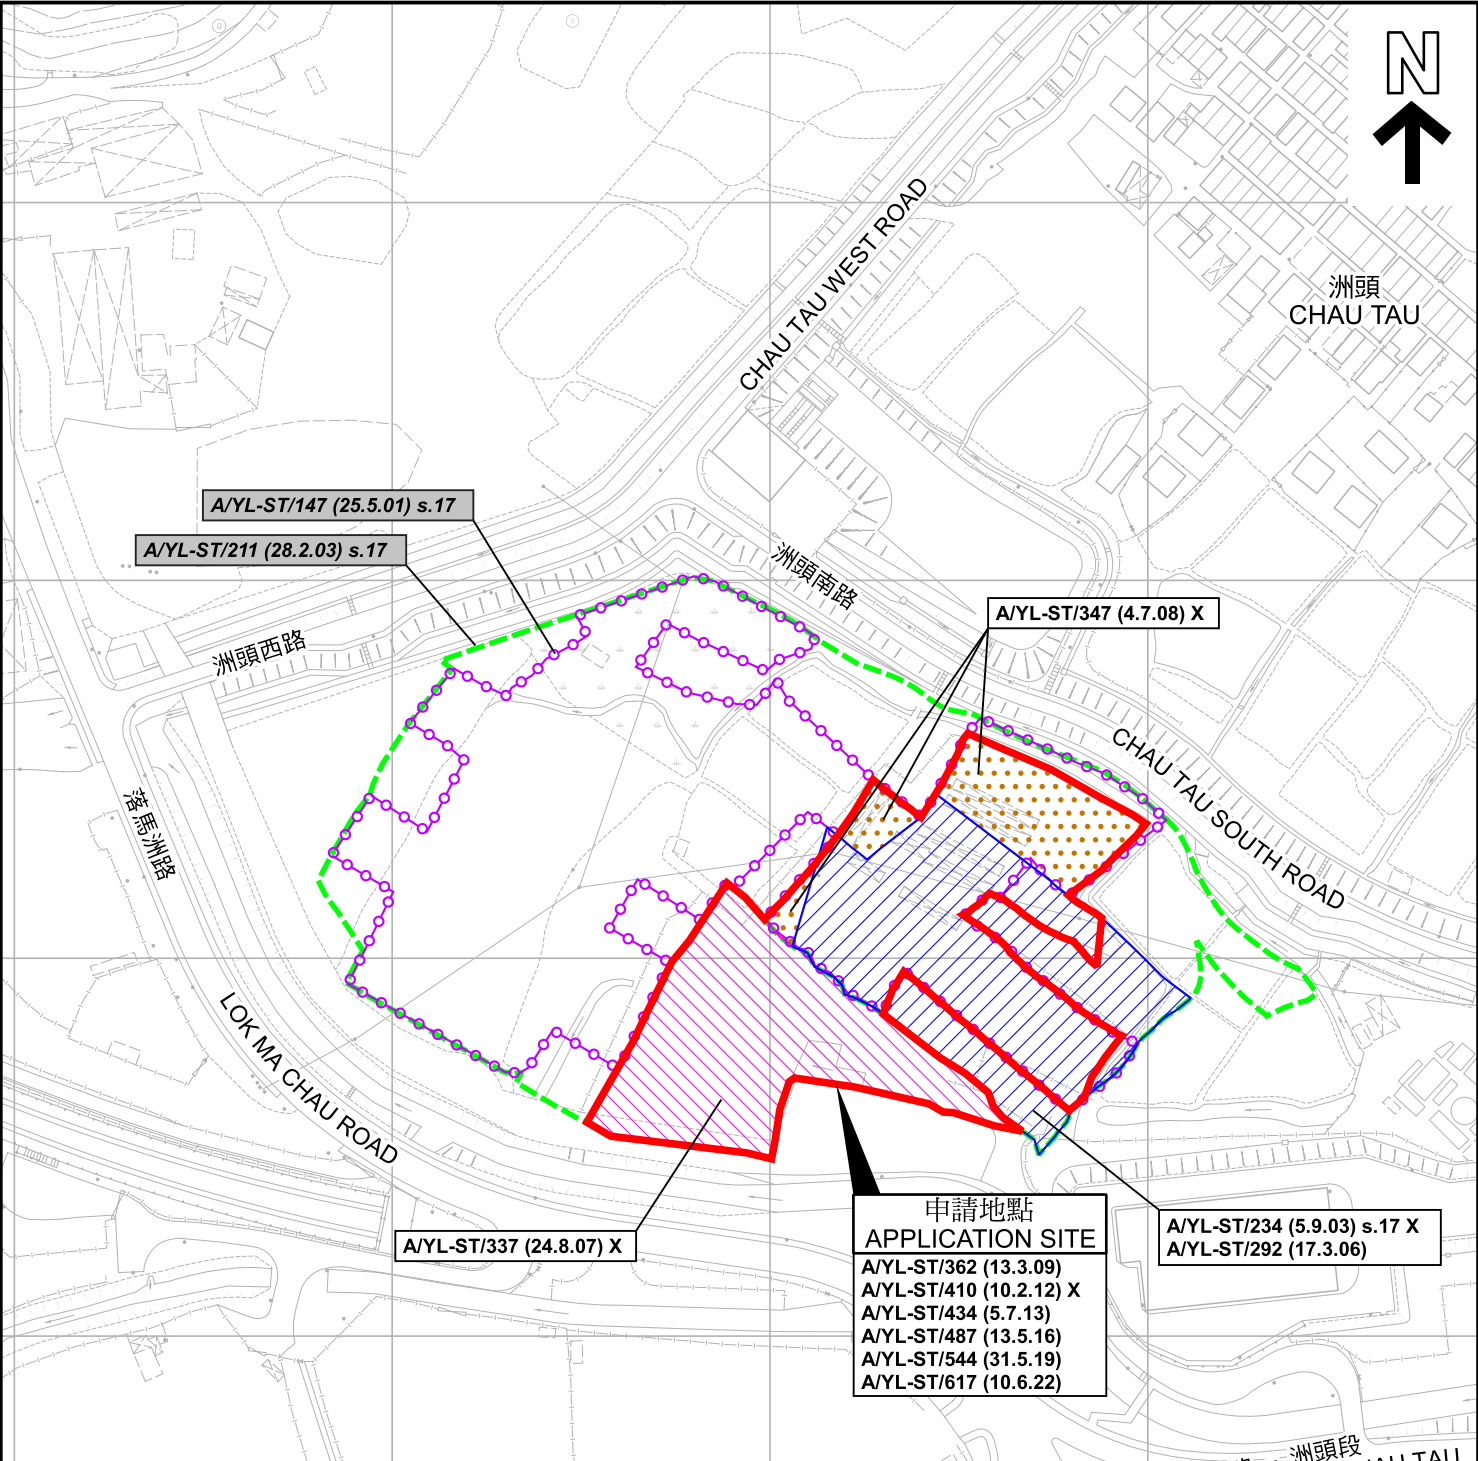 N
CHAU TAU WEST ROAD
洲頭
CHAU TAU
A/YL-ST/147 (25.5.01) s.17
A/YL-ST/211 (28.2.03) s.17
洲頭南路
A/YL-ST/347 (4.7.08) X
洲頭西路
CHAU TAU SOUTH ROAD
落馬洲路
LOK MA CHAU ROAD
申請地點
APPLICATION SITE
A/YL-ST/362 (13.3.09)
A/YL-ST/410 (10.2.12) X
A/YL-ST/434 (5.7.13)
A/YL-ST/487 (13.5.16)
A/YL-ST/544 (31.5.19)
A/YL-ST/617 (10.6.22)
A/YL-ST/337 (24.8.07) X
A/YL-ST/234 (5.9.03) s.17 X
A/YL-ST/292 (17.3.06)
洲頭段
TAU